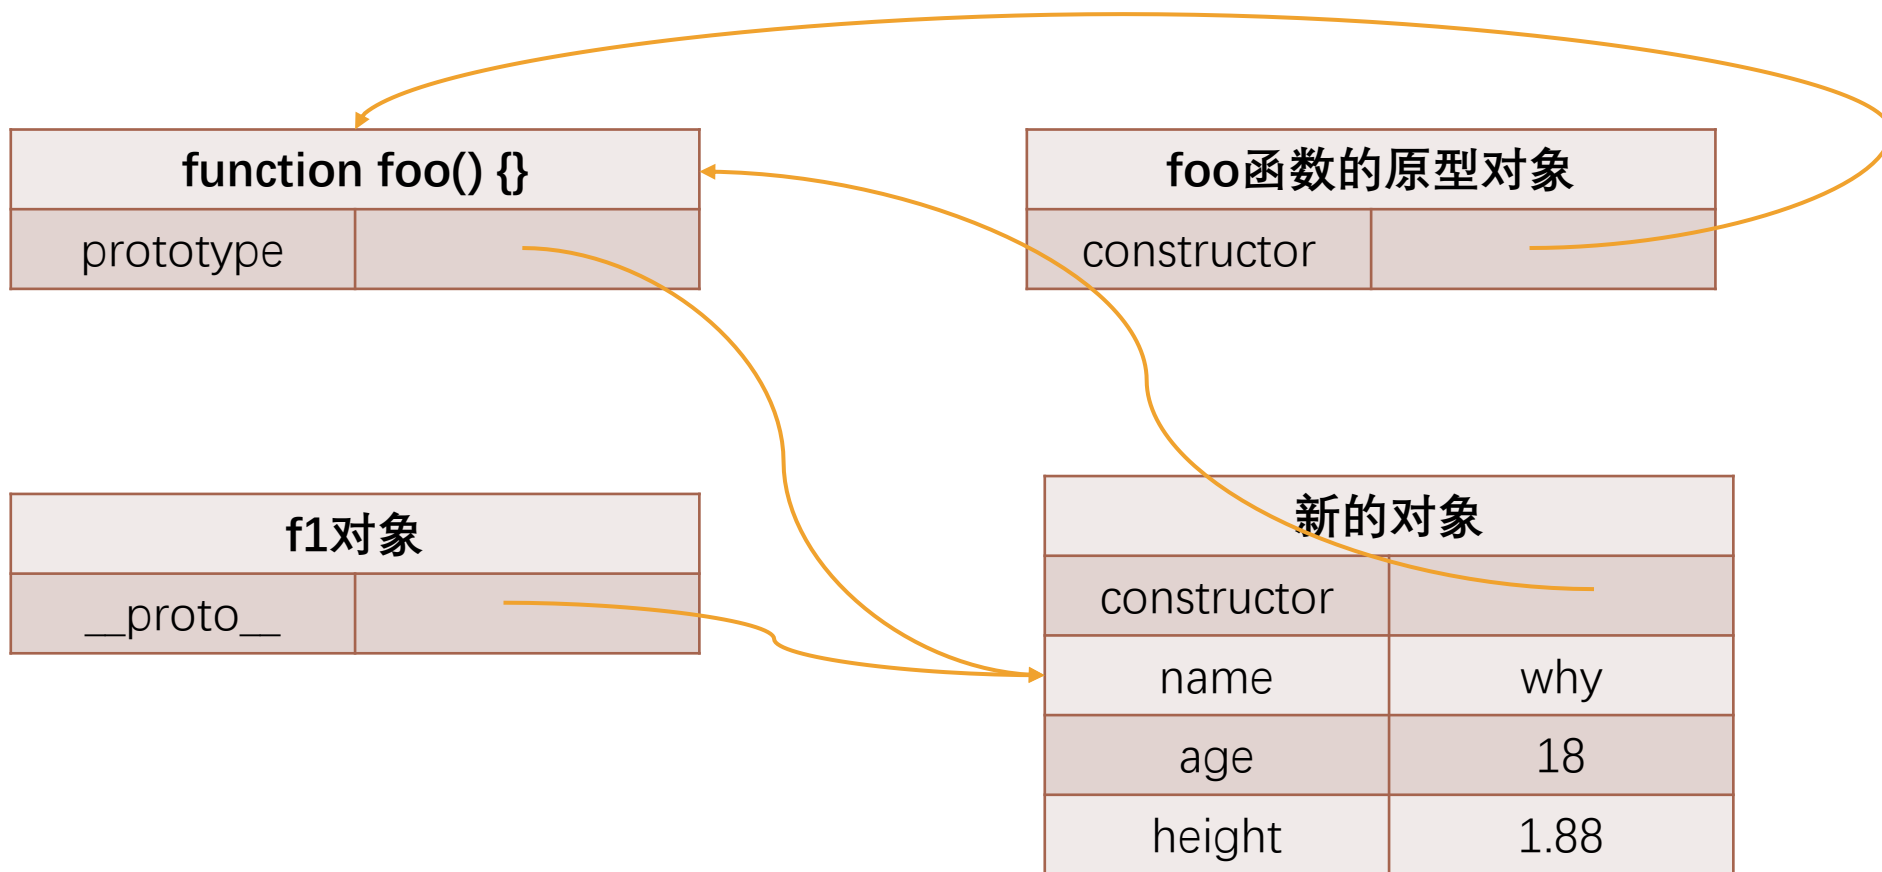 function foo() {}
prototype
foo函数的原型对象
constructor
f1对象
__proto__
新的对象
constructor
name why
age 18
height 1.88